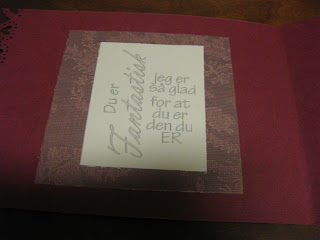 Du er
Fantastisk
Jeg er
så glad
for at
du er
den du
ER